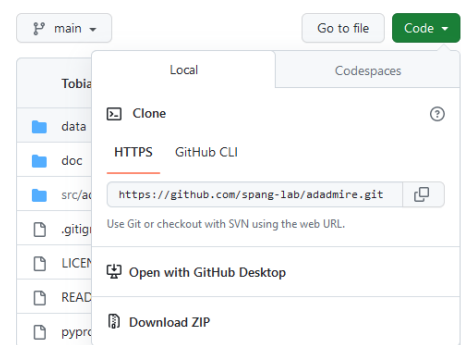 main
Go to file
Code
Local
Codespaces
Tobia
Clone
data
HTTPS
GitHub CLI
doc
src/a
https://github.com/spang-lab/adadmire.git
.gitig
Use Git or checkout with SVN using the web URL.
LICEN
Open with GitHub Desktop
READ
Download ZIP
pypro